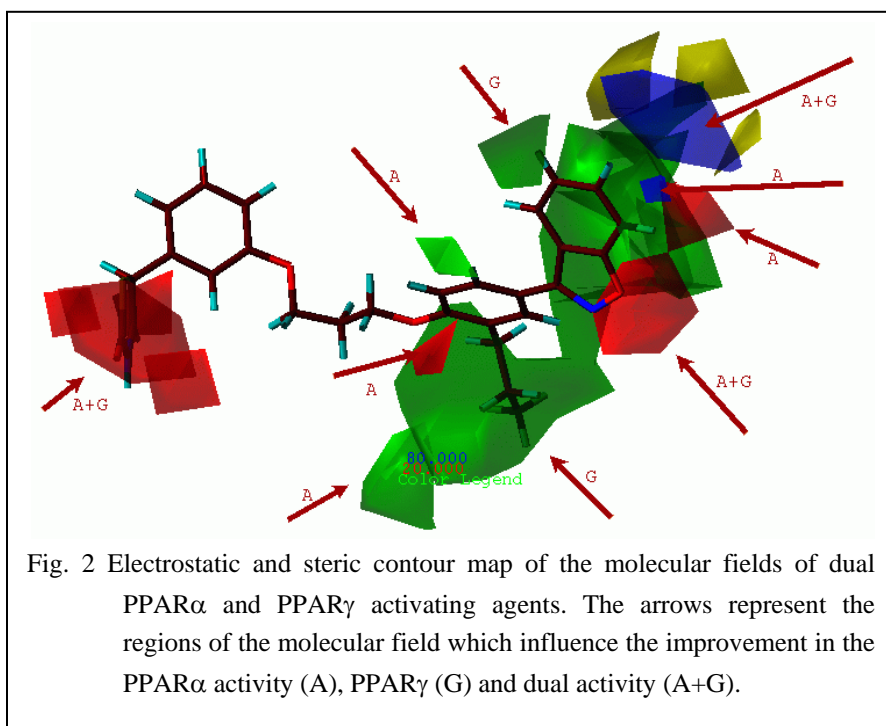 G
A+G
A
A
A
A
A+G
A+G
80.000
20.000
Color Legend
A
G
Fig. 2 Electrostatic and steric contour map of the molecular fields of dual
PPARα and PPARγ activating agents. The arrows represent the
regions of the molecular field which influence the improvement in the
PPARα activity (A), PPARγ (G) and dual activity (A+G).